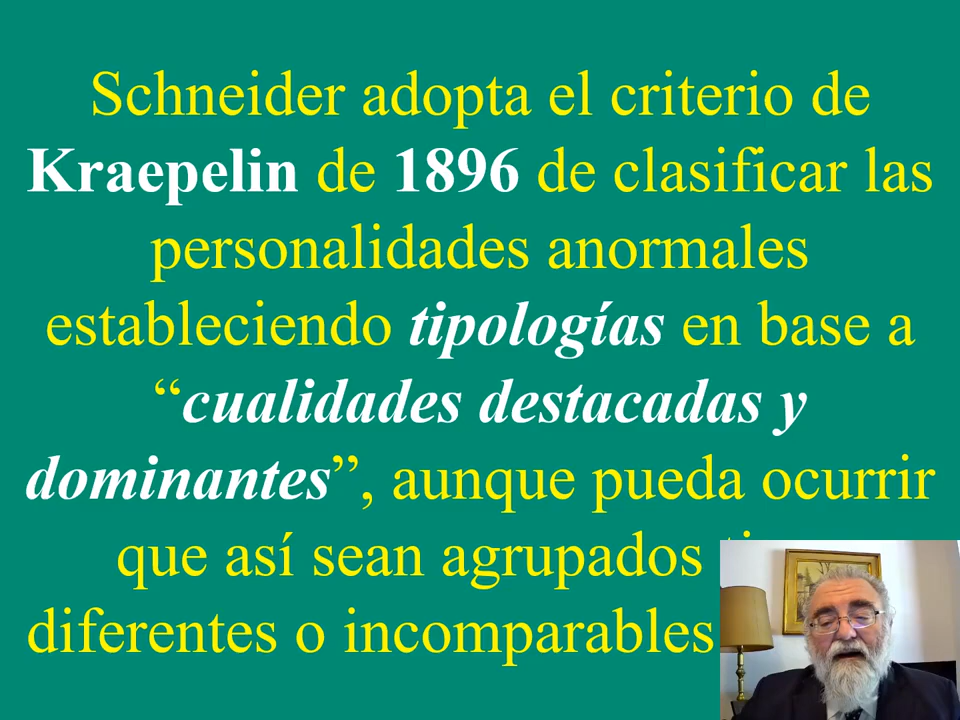 Schneider adopta el criterio de
Kraepelin de 1896 de clasificar las
personalidades anormales
estableciendo tipologías en base a
“cualidades destacadas y
dominantes”, aunque pueda ocurrir
que así sean agrupados
diferentes o incomparables